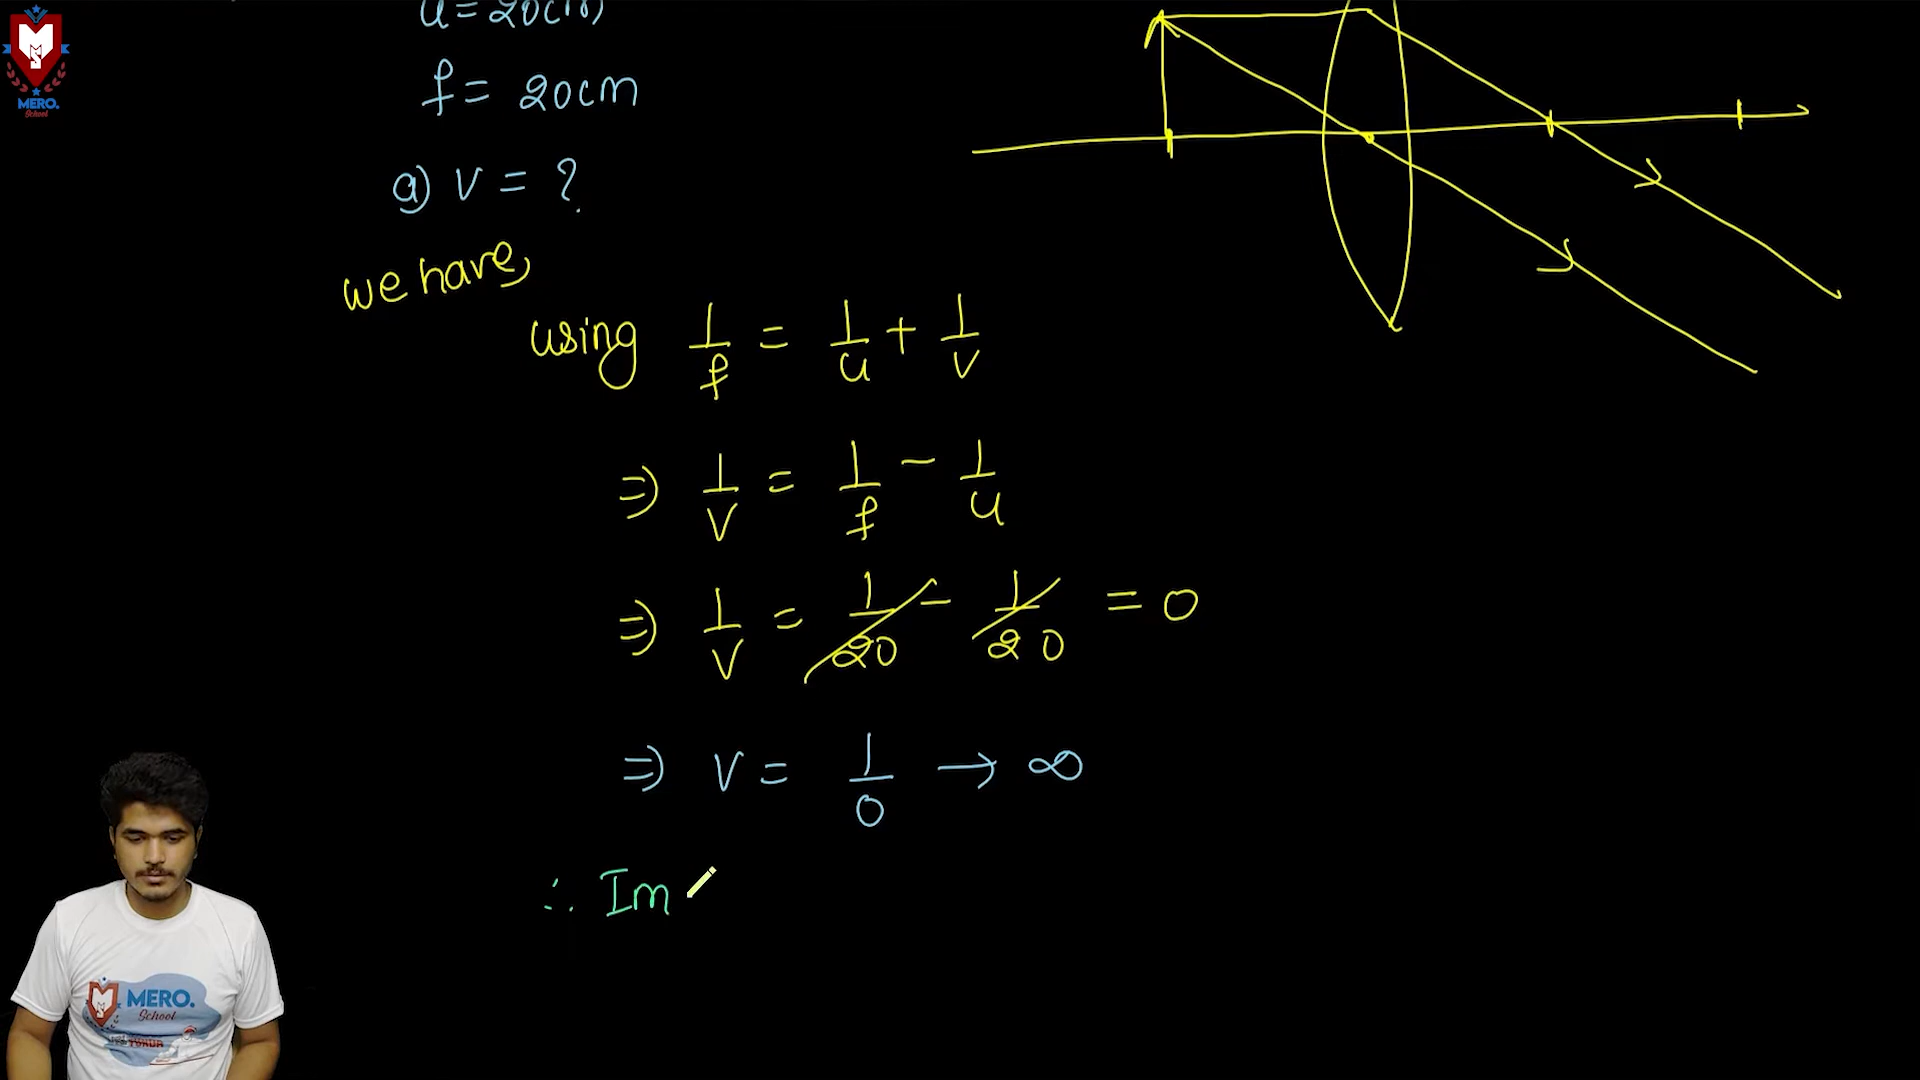 MERO.
School
u = 20cm
f = 20cm
a) v = ?
we have,
using 1/f = 1/u + 1/v
⇒ 1/v = 1/f - 1/u
⇒ 1/v = 1/20 - 1/20 = 0
⇒ v = 1/0 → ∞
∴ Im
MERO.
School